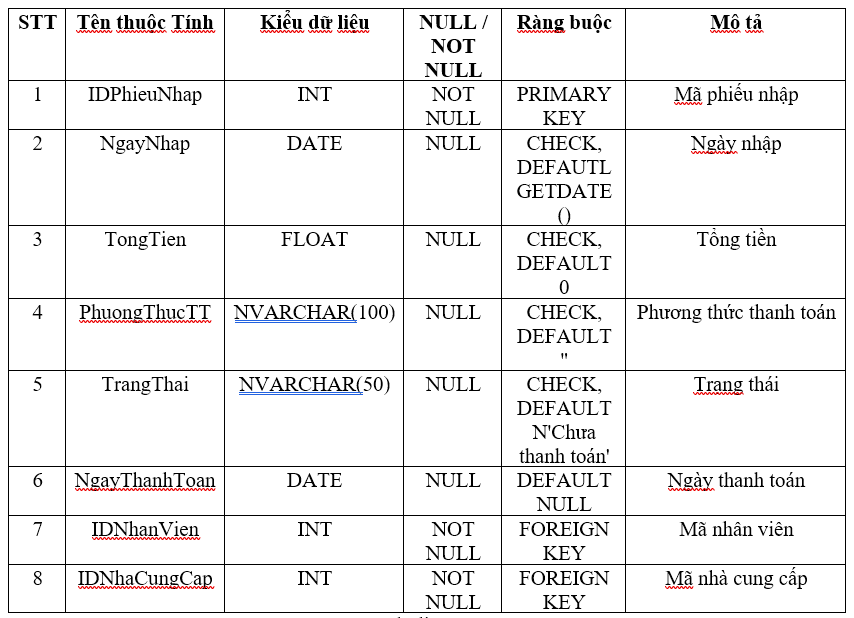 STT Tên thuộc Tính Kiểu dữ liệu NULL / NOT NULL Ràng buộc Mô tả
1 IDPhieuNhap INT NOT NULL PRIMARY KEY Mã phiếu nhập
2 NgayNhap DATE NULL CHECK, DEFAUTL GETDATE () Ngày nhập
3 TongTien FLOAT NULL CHECK, DEFAULT 0 Tổng tiền
4 PhuongThucTT NVARCHAR(100) NULL CHECK, DEFAULT '' Phương thức thanh toán
5 TrangThai NVARCHAR(50) NULL CHECK, DEFAULT N'Chưa thanh toán' Trạng thái
6 NgayThanhToan DATE NULL DEFAULT NULL Ngày thanh toán
7 IDNhanVien INT NOT NULL FOREIGN KEY Mã nhân viên
8 IDNhaCungCap INT NOT NULL FOREIGN KEY Mã nhà cung cấp